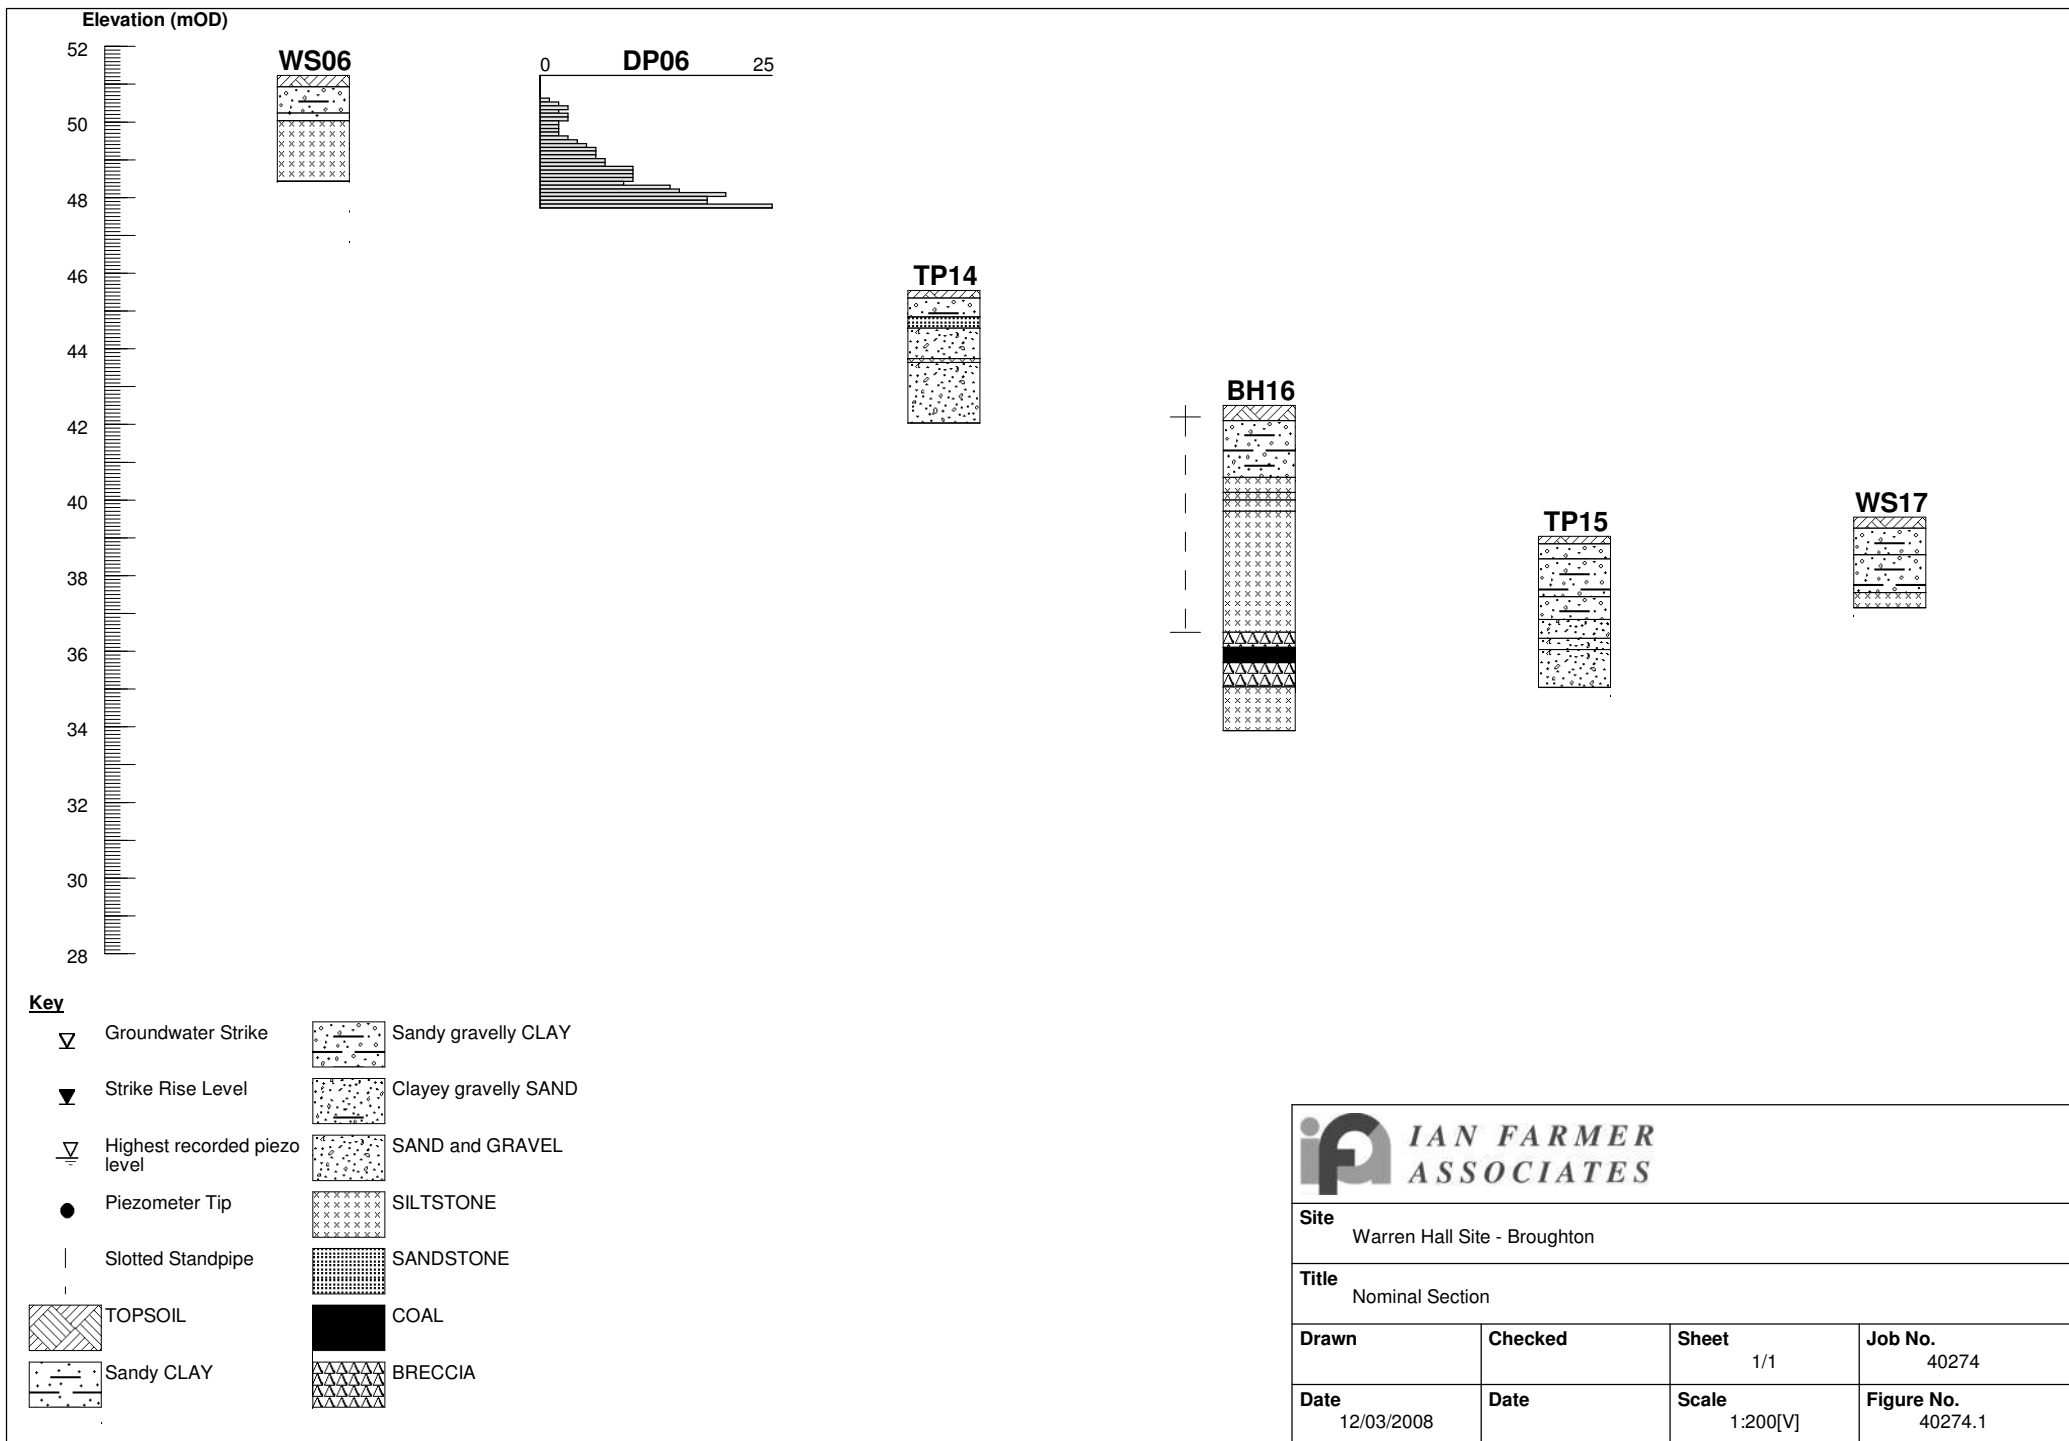 Elevation (mOD)
52
50
48
46
44
42
40
38
36
34
32
30
28
WS06
0 DP06 25
TP14
BH16
TP15
WS17
Key
Groundwater Strike
Strike Rise Level
Highest recorded piezo
level
Piezometer Tip
Slotted Standpipe
TOPSOIL
Sandy CLAY
Sandy gravelly CLAY
Clayey gravelly SAND
SAND and GRAVEL
SILTSTONE
SANDSTONE
COAL
BRECCIA
ifa
IAN FARMER
ASSOCIATES
Site
Warren Hall Site - Broughton
Title
Nominal Section
Drawn Checked Sheet Job No.
1/1 40274
Date Date Scale Figure No.
12/03/2008 1:200[V] 40274.1